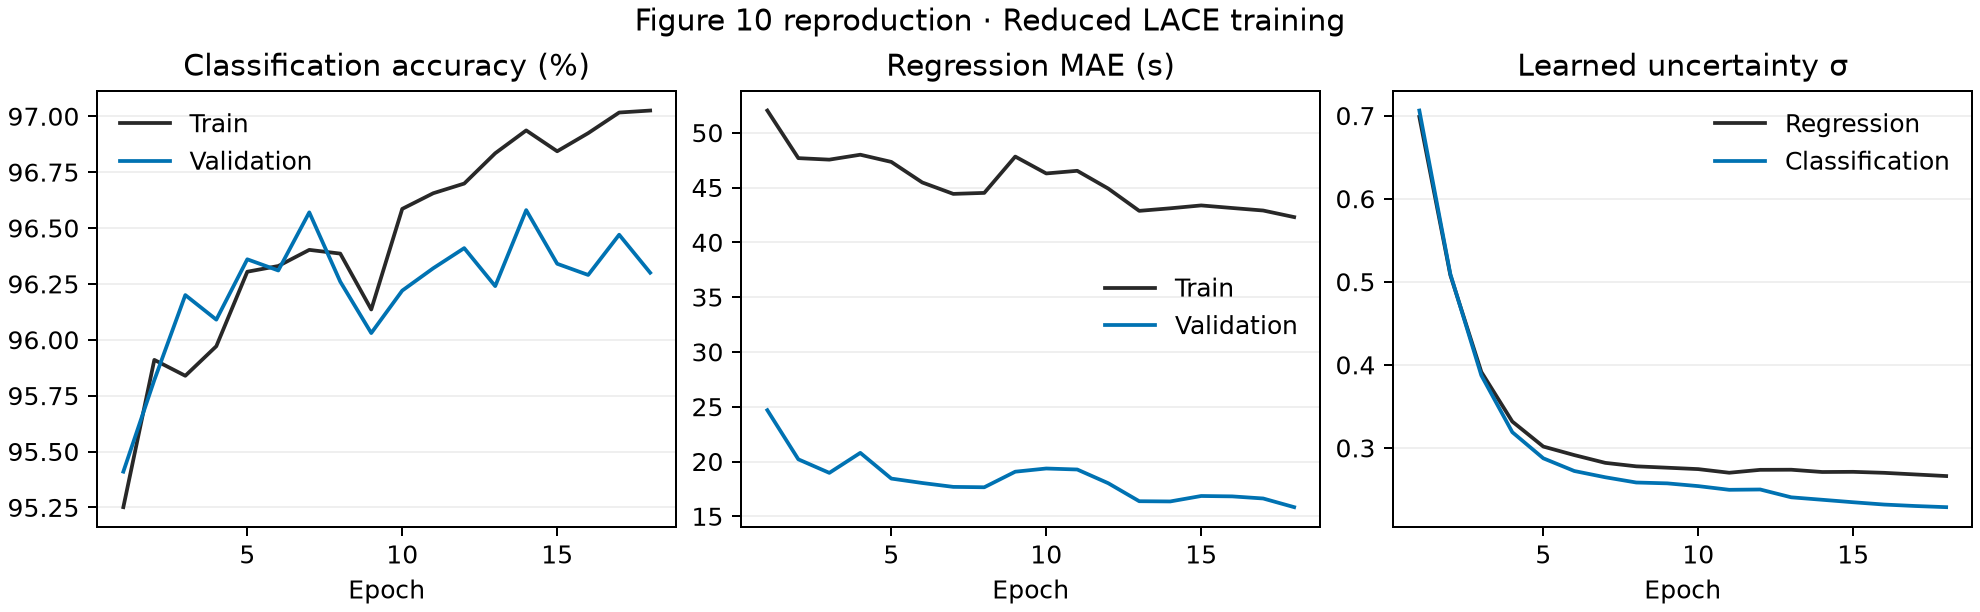 Figure 10 reproduction · Reduced LACE training
Classification accuracy (%)
97.00
96.75
96.50
96.25
96.00
95.75
95.50
95.25
Train
Validation
5 10 15
Epoch
Regression MAE (s)
50
45
40
35
30
25
20
15
Train
Validation
5 10 15
Epoch
Learned uncertainty σ
0.7
0.6
0.5
0.4
0.3
Regression
Classification
5 10 15
Epoch